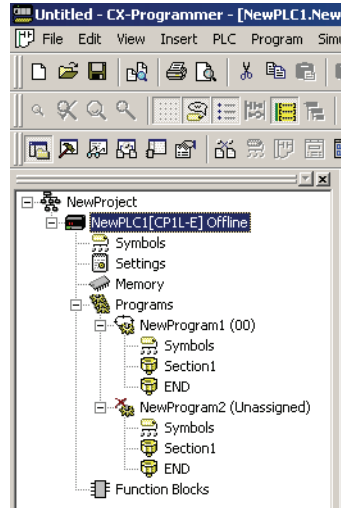 Untitled - CX-Programmer - [NewPLC1.New
File Edit View Insert PLC Program Simu
NewProject
NewPLC1[CP1L-E] Offline
Symbols
Settings
Memory
Programs
NewProgram1 (00)
Symbols
Section1
END
NewProgram2 (Unassigned)
Symbols
Section1
END
Function Blocks